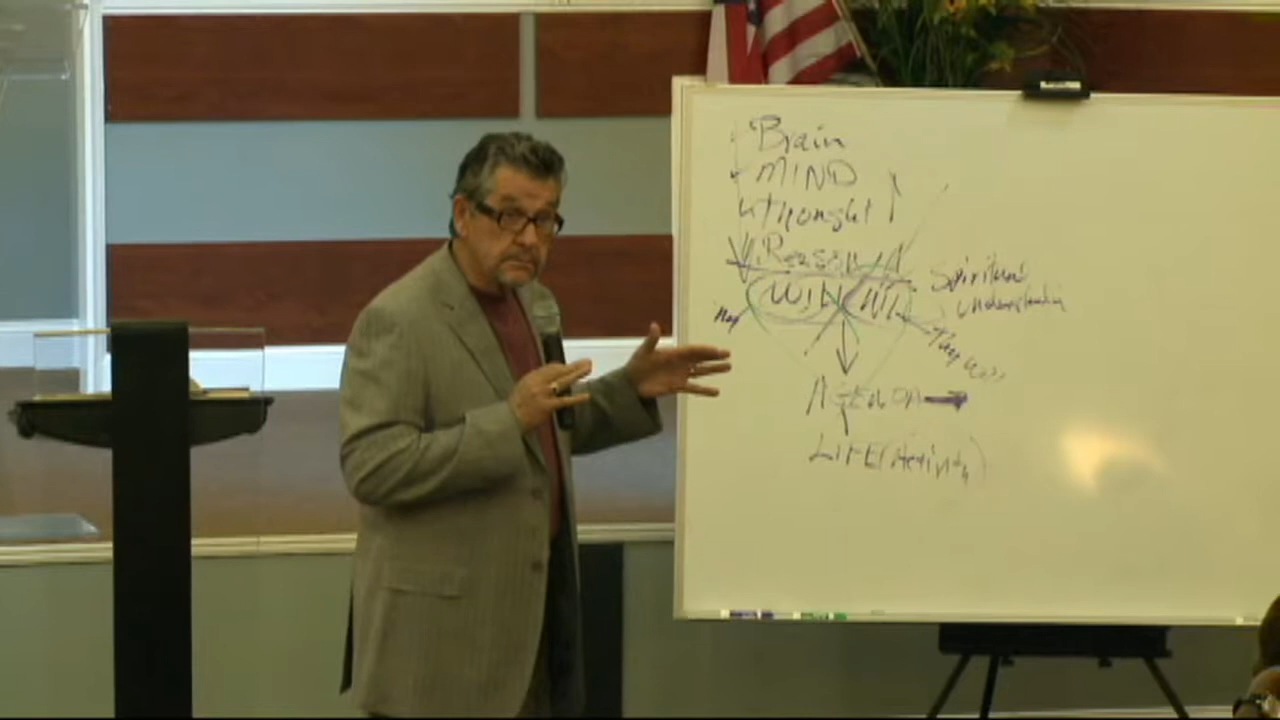 Brain
MIND
thought
Reason
WILL
Spiritual
Understanding
AGENDA
LIFE (Activity)